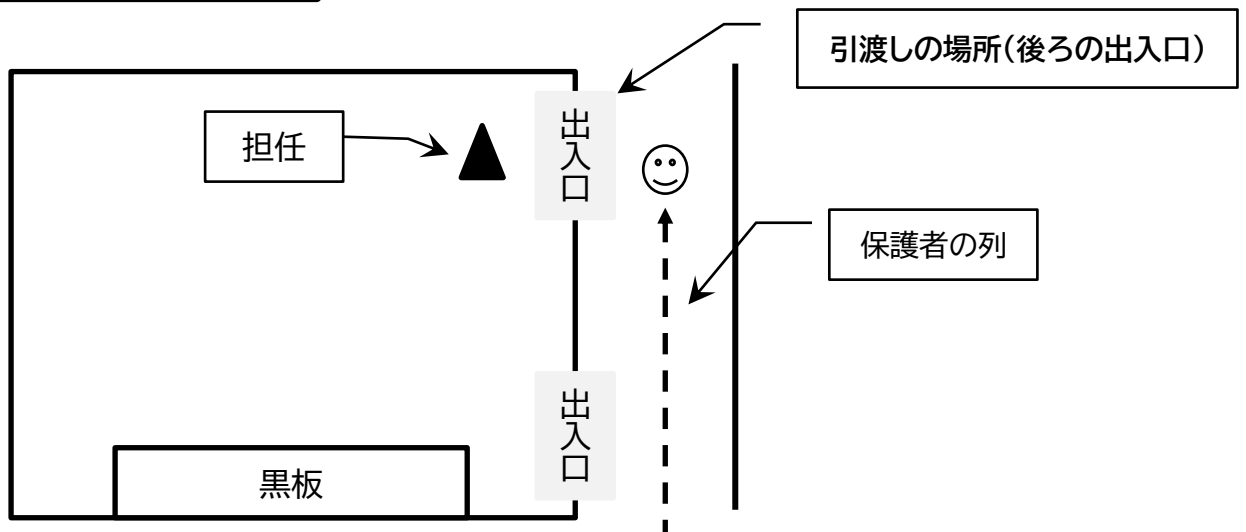 引渡しの場所(後ろの出入口)
担任
出入口
保護者の列
出入口
黒板